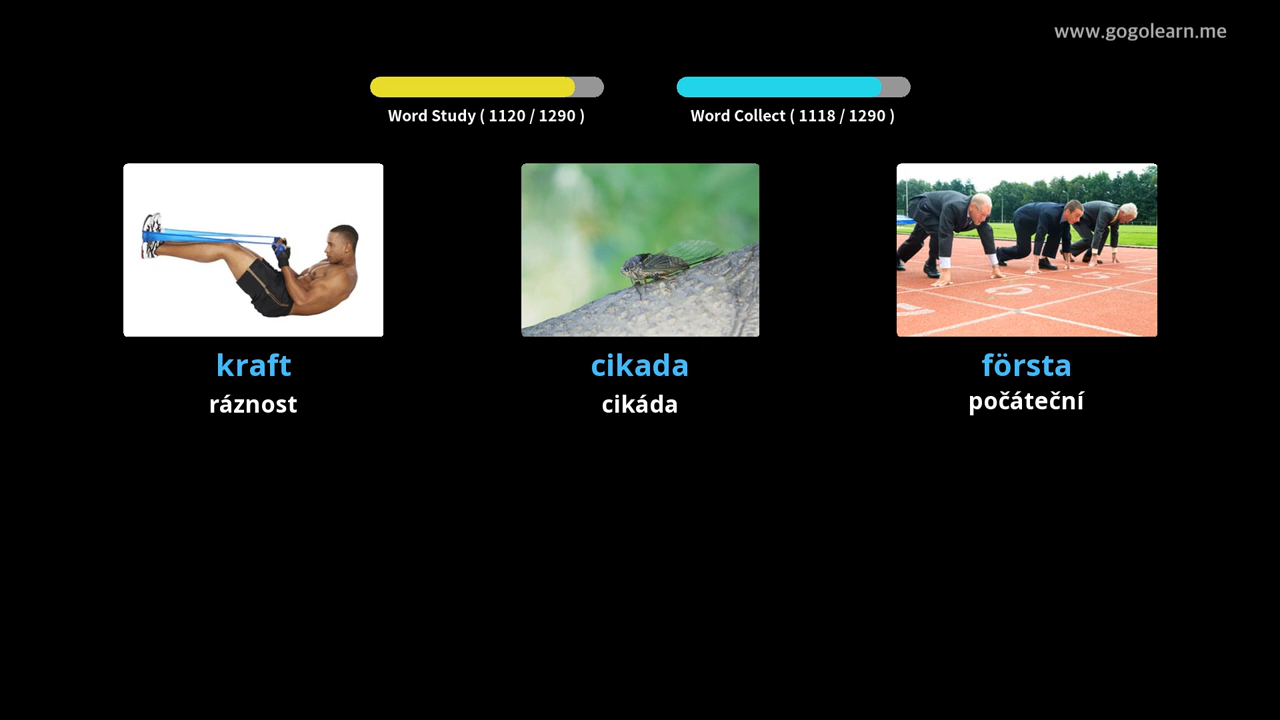 www.gogolearn.me
Word Study ( 1120 / 1290 )
Word Collect ( 1118 / 1290 )
kraft
ráznost
cikada
cikáda
första
počáteční